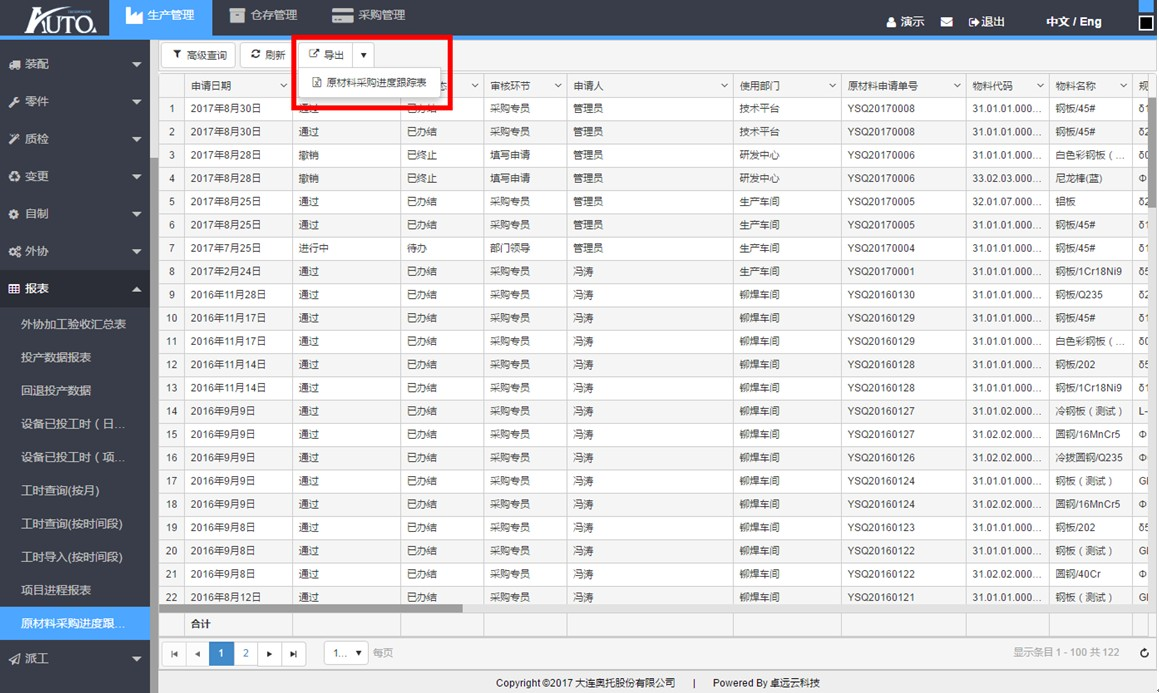 AUTO. 生产管理 仓存管理 采购管理 演示 退出 中文 / Eng
装配
零件
质检
变更
自制
外协
报表
外协加工验收汇总表
投产数据报表
回退投产数据
设备已投工时（日...
设备已投工时（项...
工时查询(按月)
工时查询(按时间段)
工时导入(按时间段)
项目进程报表
原材料采购进度跟...
派工
高级查询 刷新 导出
原材料采购进度跟踪表
申请日期 审核环节 申请人 使用部门 原材料申请单号 物料代码 物料名称
1 2017年8月30日 通过 已办结 采购专员 管理员 技术平台 YSQ20170008 31.01.01.000... 钢板/45#
2 2017年8月30日 通过 已办结 采购专员 管理员 技术平台 YSQ20170008 31.01.01.000... 钢板/45#
3 2017年8月28日 撤销 已终止 填写申请 管理员 研发中心 YSQ20170006 31.01.01.000... 白色彩钢板（...
4 2017年8月28日 撤销 已终止 填写申请 管理员 研发中心 YSQ20170006 33.02.03.000... 尼龙棒(蓝)
5 2017年8月25日 通过 已办结 采购专员 管理员 生产车间 YSQ20170005 32.01.07.000... 铝板
6 2017年8月25日 通过 已办结 采购专员 管理员 生产车间 YSQ20170005 31.01.01.000... 钢板/45#
7 2017年7月25日 进行中 待办 部门领导 管理员 生产车间 YSQ20170004 31.01.01.000... 钢板/45#
8 2017年2月24日 通过 已办结 采购专员 冯涛 生产车间 YSQ20170001 31.01.01.000... 钢板/1Cr18Ni9
9 2016年11月28日 通过 已办结 采购专员 冯涛 铆焊车间 YSQ20160130 31.01.01.000... 钢板/Q235
10 2016年11月17日 通过 已办结 采购专员 冯涛 铆焊车间 YSQ20160129 31.01.01.000... 钢板/45#
11 2016年11月17日 通过 已办结 采购专员 冯涛 铆焊车间 YSQ20160129 31.01.01.000... 白色彩钢板（...
12 2016年11月14日 通过 已办结 采购专员 冯涛 铆焊车间 YSQ20160128 31.01.01.000... 钢板/202
13 2016年11月14日 通过 已办结 采购专员 冯涛 铆焊车间 YSQ20160128 31.01.01.000... 钢板/1Cr18Ni9
14 2016年9月9日 通过 已办结 采购专员 冯涛 铆焊车间 YSQ20160127 31.01.02.000... 冷钢板（测试）
15 2016年9月9日 通过 已办结 采购专员 冯涛 铆焊车间 YSQ20160127 31.02.02.000... 圆钢/16MnCr5
16 2016年9月9日 通过 已办结 采购专员 冯涛 铆焊车间 YSQ20160126 31.02.02.000... 冷拔圆钢/Q235
17 2016年9月9日 通过 已办结 采购专员 冯涛 铆焊车间 YSQ20160124 31.01.01.000... 钢板（测试）
18 2016年9月9日 通过 已办结 采购专员 冯涛 铆焊车间 YSQ20160124 31.02.02.000... 圆钢/16MnCr5
19 2016年9月8日 通过 已办结 采购专员 冯涛 铆焊车间 YSQ20160123 31.01.01.000... 钢板/202
20 2016年9月8日 通过 已办结 采购专员 冯涛 铆焊车间 YSQ20160122 31.01.01.000... 钢板（测试）
21 2016年9月8日 通过 已办结 采购专员 冯涛 铆焊车间 YSQ20160122 31.02.02.000... 圆钢/40Cr
22 2016年8月12日 通过 已办结 采购专员 冯涛 铆焊车间 YSQ20160121 31.01.01.000... 钢板（测试）
合计
1 2 1... 每页 显示条目 1 - 100 共 122
Copyright ©2017 大连奥托股份有限公司 | Powered By 卓远云科技